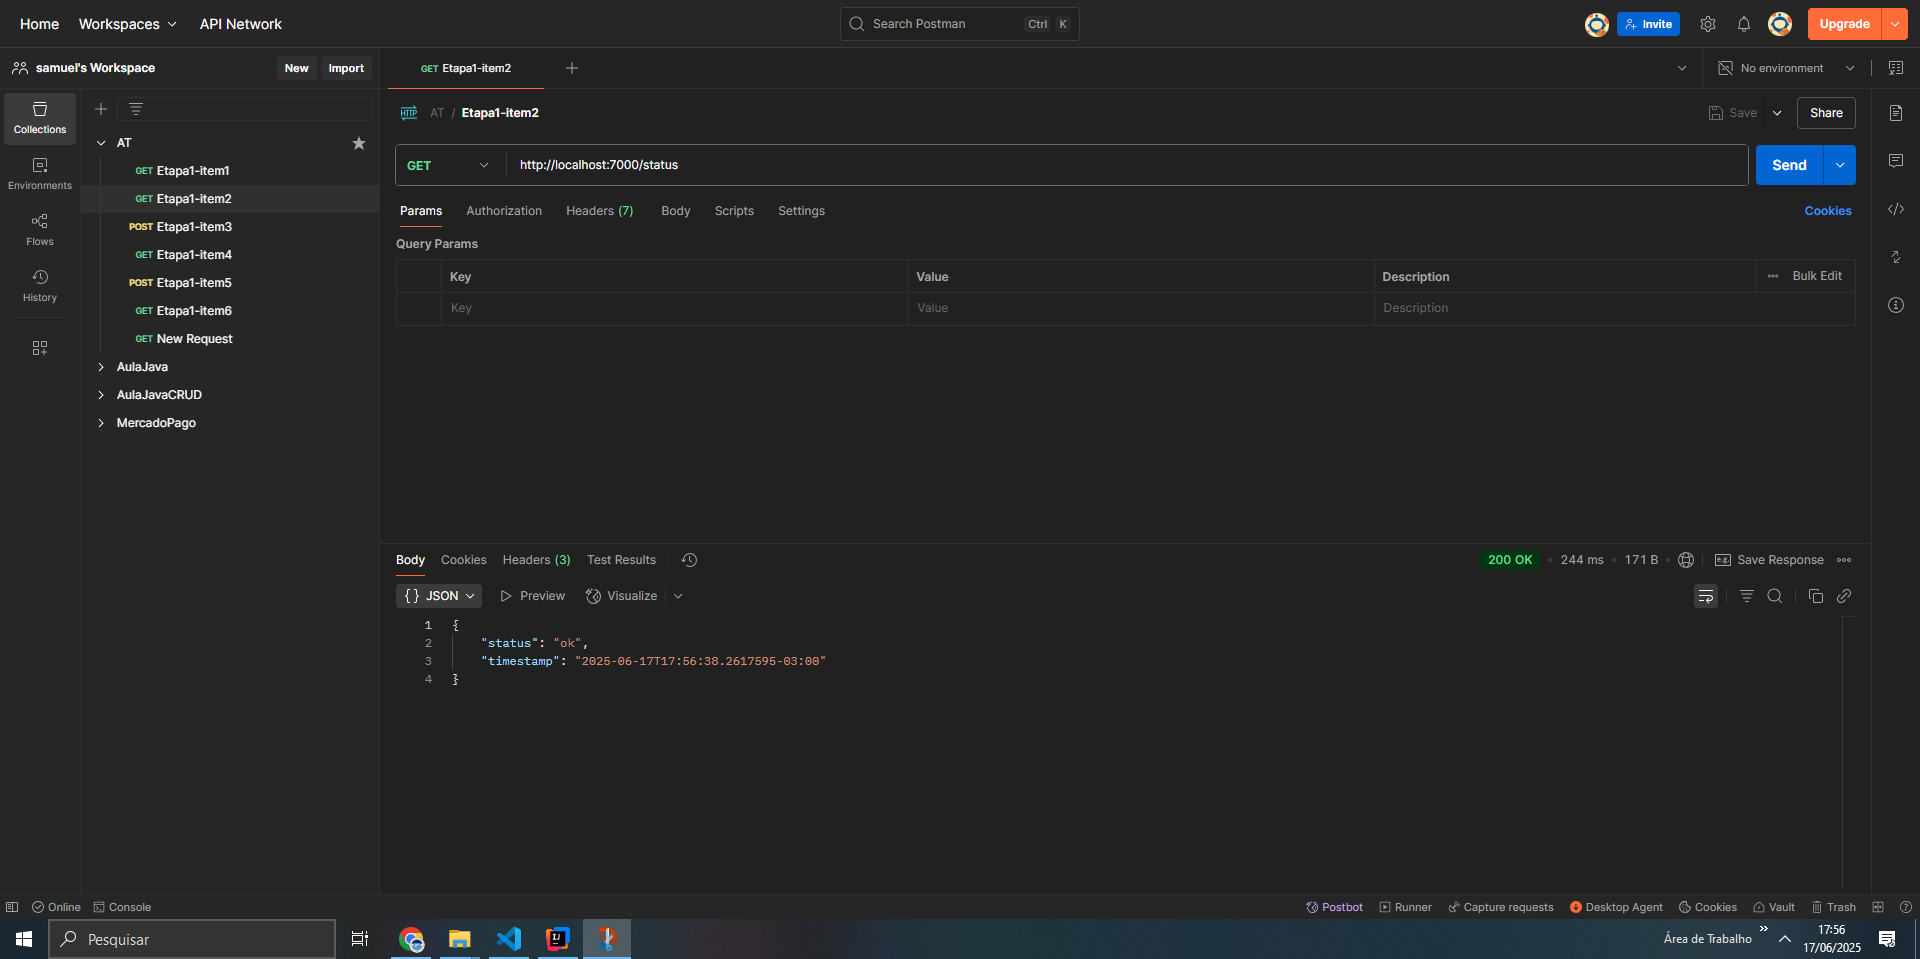 Home Workspaces API Network Search Postman Ctrl K Invite Upgrade
samuel's Workspace New Import GET Etapa1-item2 No environment
Collections
Environments
Flows
History
AT
GET Etapa1-item1
GET Etapa1-item2
POST Etapa1-item3
GET Etapa1-item4
POST Etapa1-item5
GET Etapa1-item6
GET New Request
AulaJava
AulaJavaCRUD
MercadoPago
HTTP AT / Etapa1-item2 Save Share
GET http://localhost:7000/status Send
Params Authorization Headers (7) Body Scripts Settings Cookies
Query Params
Key Value Description Bulk Edit
Key Value Description
Body Cookies Headers (3) Test Results 200 OK 244 ms 171 B e.g. Save Response
{} JSON Preview Visualize
1 {
2 "status": "ok",
3 "timestamp": "2025-06-17T17:56:38.2617595-03:00"
4 }
Online Console Postbot Runner Capture requests Desktop Agent Cookies Vault Trash
Pesquisar Área de Trabalho 17:56
17/06/2025